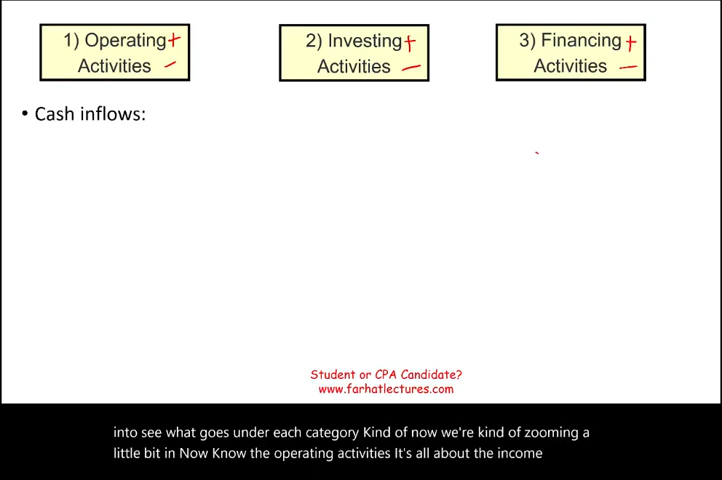 1) Operating +
Activities −
2) Investing +
Activities −
3) Financing +
Activities −
• Cash inflows:
Student or CPA Candidate?
www.farhatlectures.com
into see what goes under each category Kind of now we're kind of zooming a
little bit in Now Know the operating activities It's all about the income